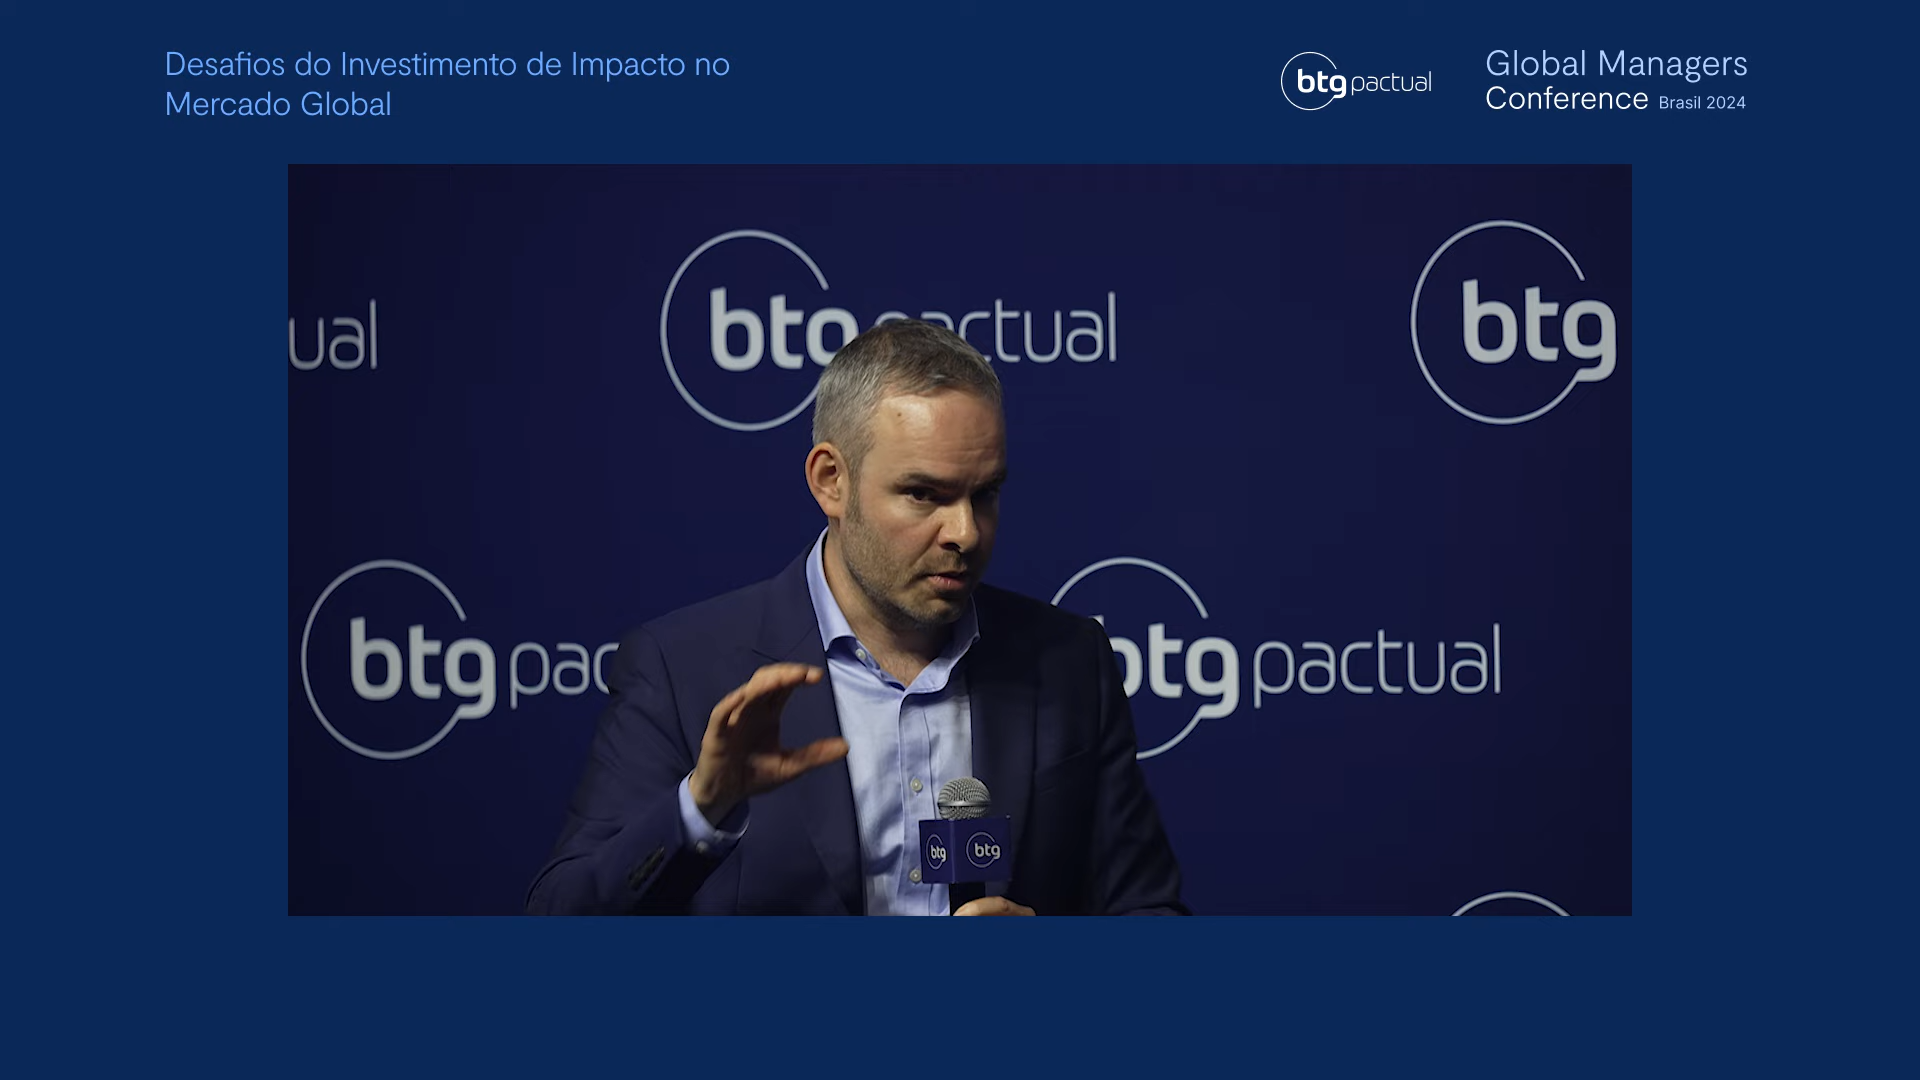 Desafios do Investimento de Impacto no
Mercado Global
btg pactual
Global Managers
Conference Brasil 2024
ual
btg pactual
btg
btg pac
btg pactual
btg
btg